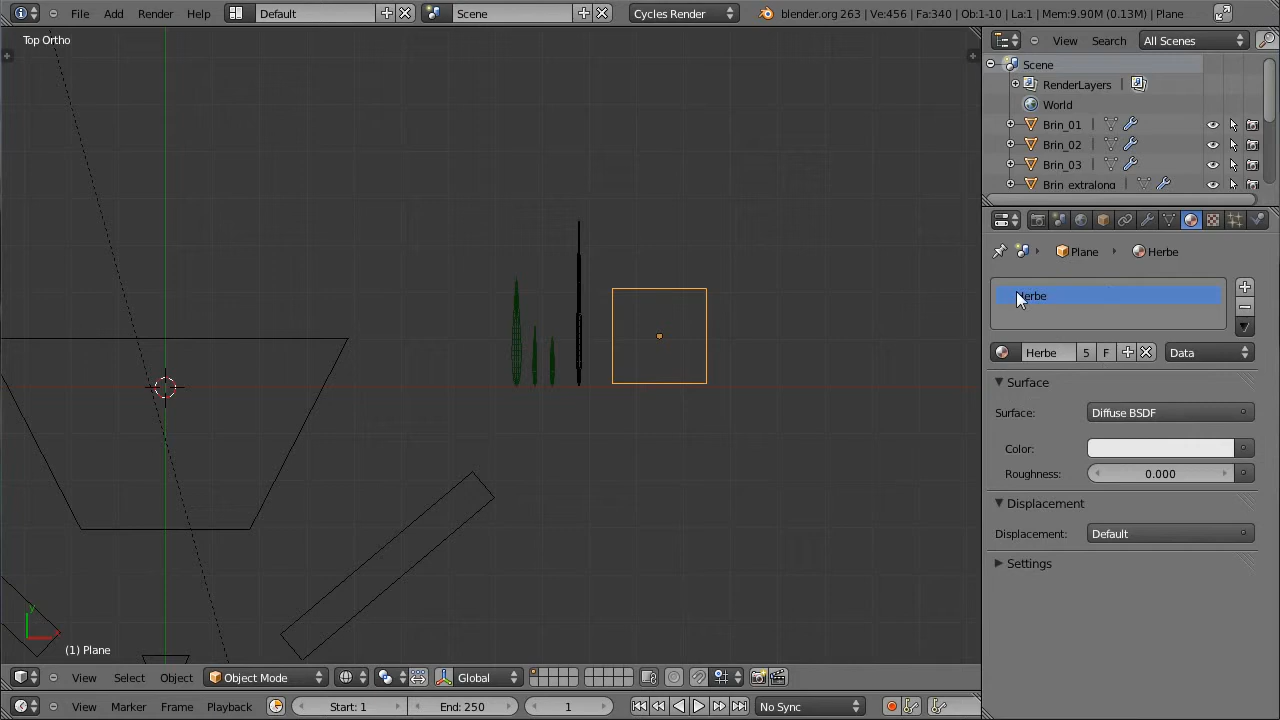 File Add Render Help Default Scene Cycles Render blender.org 263 | Ve:456 | Fa:340 | Ob:1-10 | La:1 | Mem:9.90M (0.13M) | Plane
Top Ortho
View Search All Scenes
Scene
RenderLayers |
World
Brin_01 |
Brin_02 |
Brin_03 |
Brin_extralong |
Plane Herbe
Herbe 5 F Data
Surface
Surface: Diffuse BSDF
Color:
Roughness: 0.000
Displacement
Displacement: Default
Settings
y
(1) Plane
View Select Object Object Mode Global
View Marker Frame Playback Start: 1 End: 250 1 No Sync